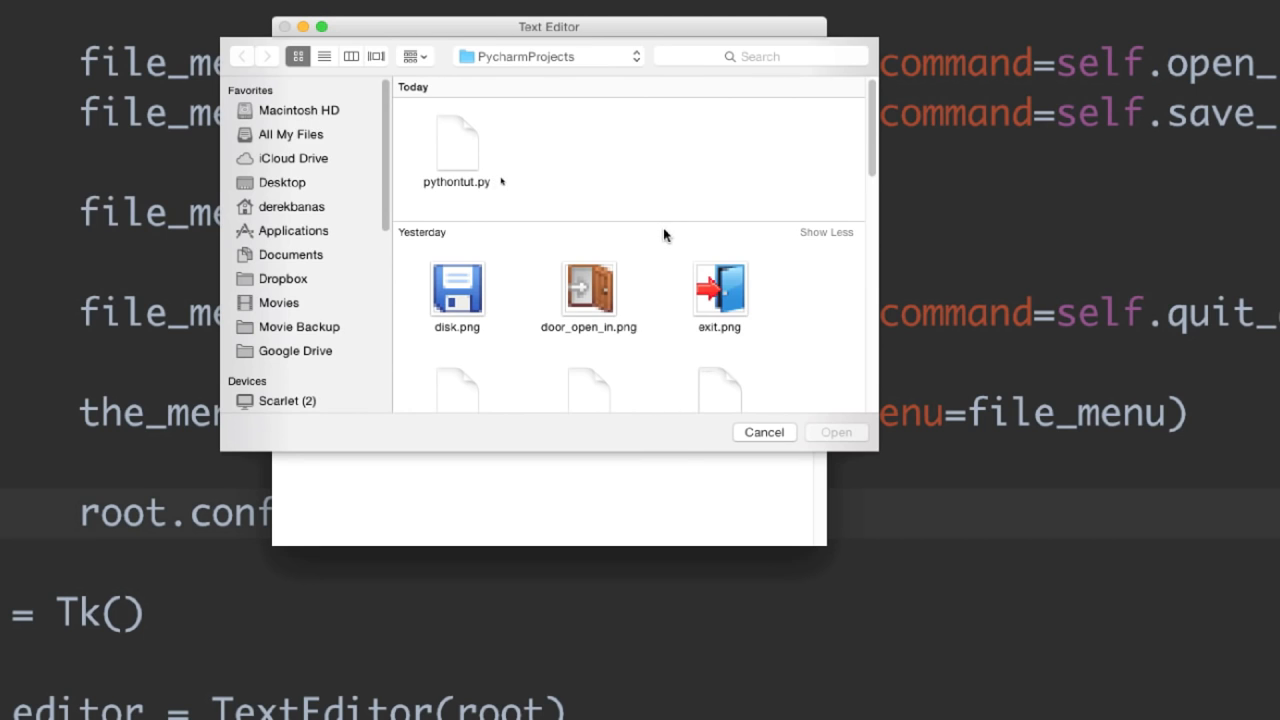 Text Editor
PycharmProjects
Search
Favorites
Macintosh HD
All My Files
iCloud Drive
Desktop
derekbanas
Applications
Documents
Dropbox
Movies
Movie Backup
Google Drive
Devices
Scarlet (2)
Today
pythontut.py
Yesterday
Show Less
disk.png
door_open_in.png
exit.png
Cancel
Open
file_me
command=self.open_
file_me
command=self.save_
file_me
file_me
command=self.quit_
the_mer
enu=file_menu)
root.conf
= Tk()
editor = TextEditor(root)